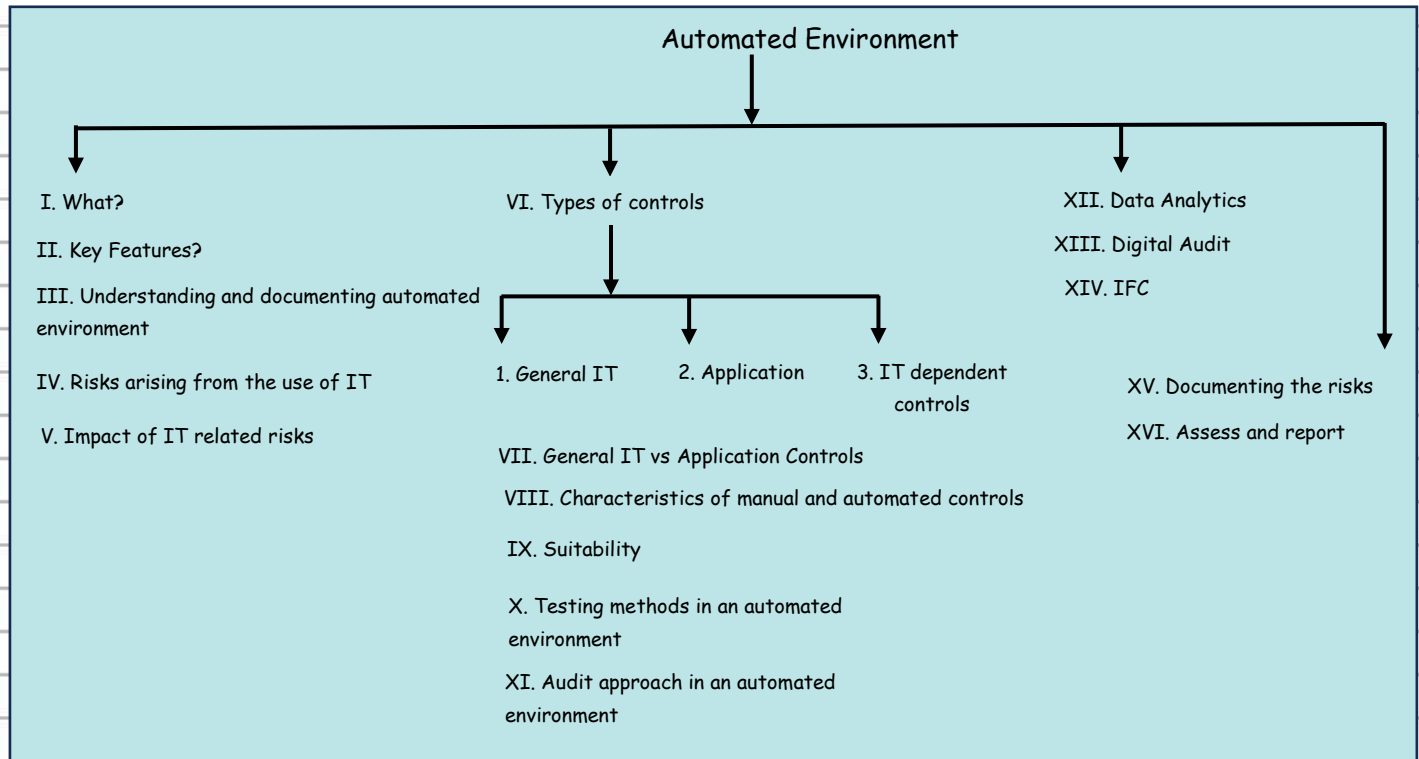 Automated Environment
I. What?
II. Key Features?
III. Understanding and documenting automated
environment
IV. Risks arising from the use of IT
V. Impact of IT related risks
VI. Types of controls
1. General IT
2. Application
3. IT dependent
controls
VII. General IT vs Application Controls
VIII. Characteristics of manual and automated controls
IX. Suitability
X. Testing methods in an automated
environment
XI. Audit approach in an automated
environment
XII. Data Analytics
XIII. Digital Audit
XIV. IFC
XV. Documenting the risks
XVI. Assess and report